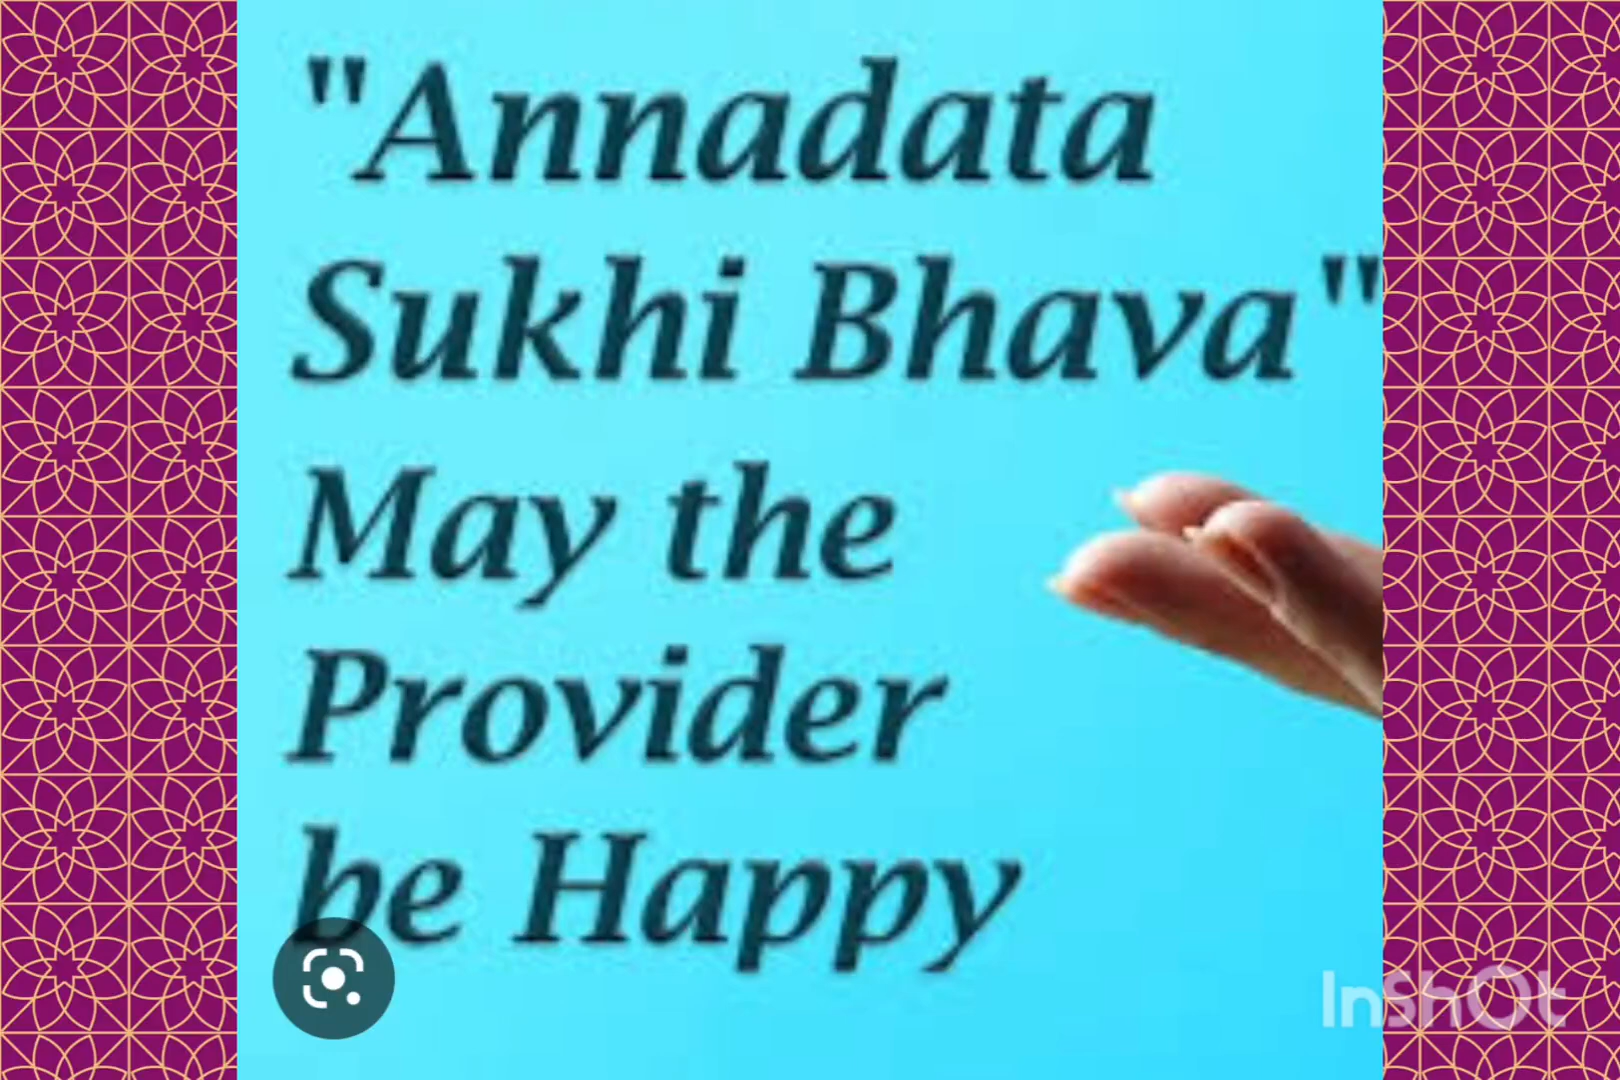 "Annadata
Sukhi Bhava"
May the
Provider
be Happy
InShOt